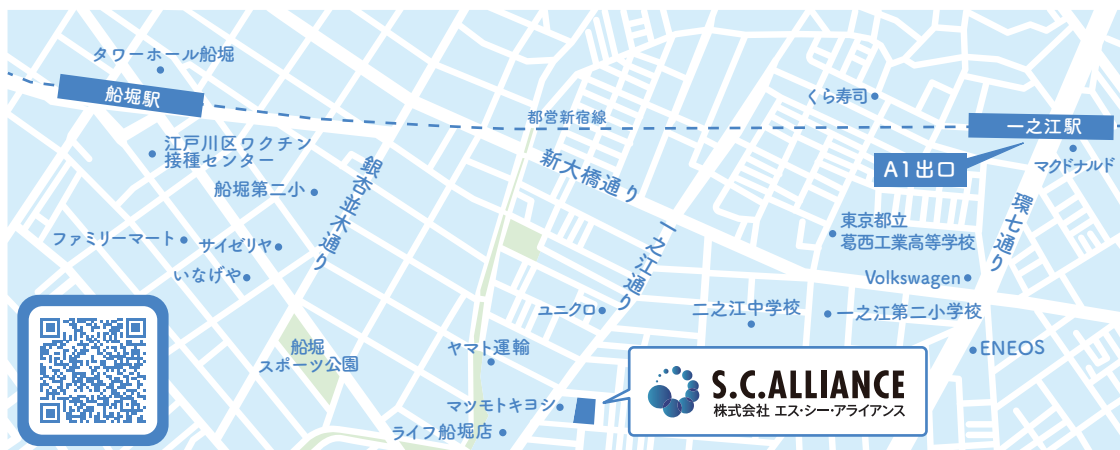 タワーホール船堀
船堀駅
江戸川区ワクチン
接種センター
船堀第二小
ファミリーマート
サイゼリヤ
いなげや
銀杏並木通り
船堀
スポーツ公園
都営新宿線
新大橋通り
一之江通り
くら寿司
一之江駅
A1出口
マクドナルド
環七通り
東京都立
葛西工業高等学校
Volkswagen
ユニクロ
二之江中学校
一之江第二小学校
ENEOS
ヤマト運輸
マツモトキヨシ
ライフ船堀店
S.C.ALLIANCE
株式会社 エス・シー・アライアンス